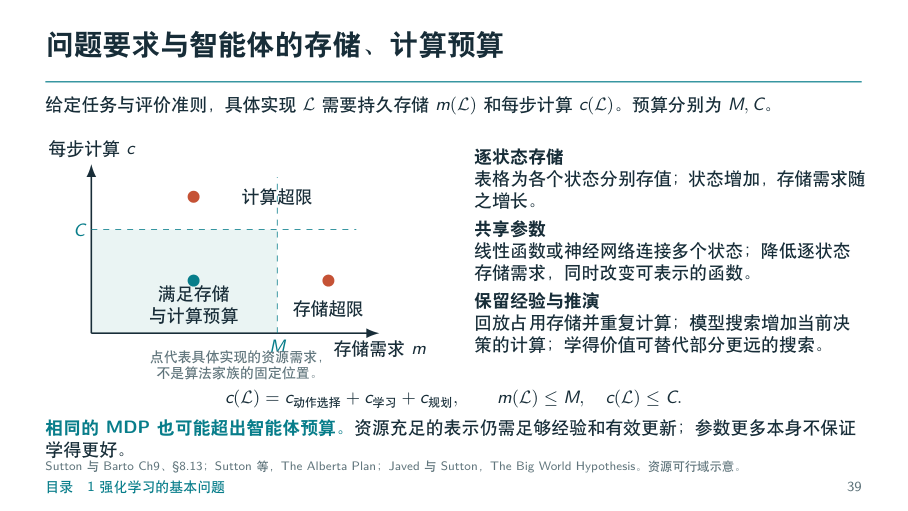 问题要求与智能体的存储、计算预算
给定任务与评价准则，具体实现 ℒ 需要持久存储 m(ℒ) 和每步计算 c(ℒ)。预算分别为 M, C。
每步计算 c
计算超限
C
满足存储
与计算预算
存储超限
M
存储需求 m
点代表具体实现的资源需求，
不是算法家族的固定位置。
逐状态存储
表格为各个状态分别存值；状态增加，存储需求随
之增长。
共享参数
线性函数或神经网络连接多个状态；降低逐状态
存储需求，同时改变可表示的函数。
保留经验与推演
回放占用存储并重复计算；模型搜索增加当前决
策的计算；学得价值可替代部分更远的搜索。
c(ℒ) = c动作选择 + c学习 + c规划, m(ℒ) ≤ M, c(ℒ) ≤ C.
相同的 MDP 也可能超出智能体预算。资源充足的表示仍需足够经验和有效更新；参数更多本身不保证
学得更好。
Sutton 与 Barto Ch9、§8.13；Sutton 等，The Alberta Plan；Javed 与 Sutton，The Big World Hypothesis。资源可行域示意。
目录 1 强化学习的基本问题
39